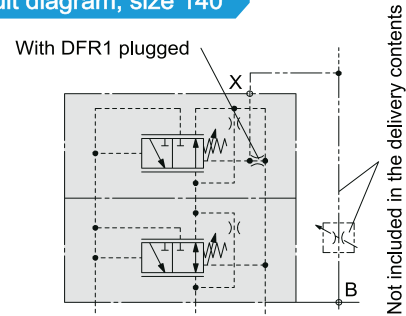 uit diagram, size 140
With DFR1 plugged
X
B
Not included in the delivery contents